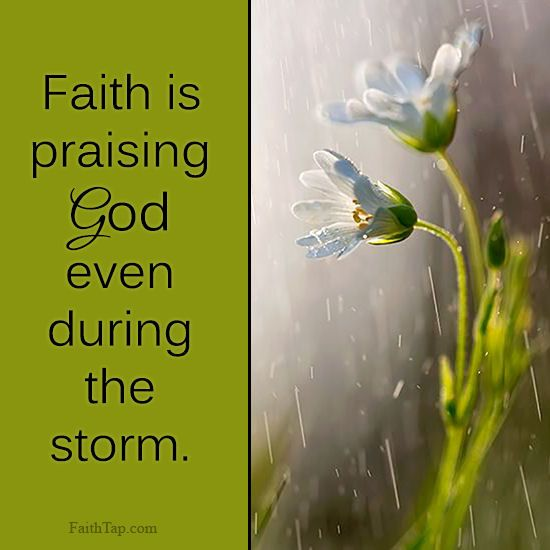 Faith is
praising
God
even
during
the
storm.
FaithTap.com